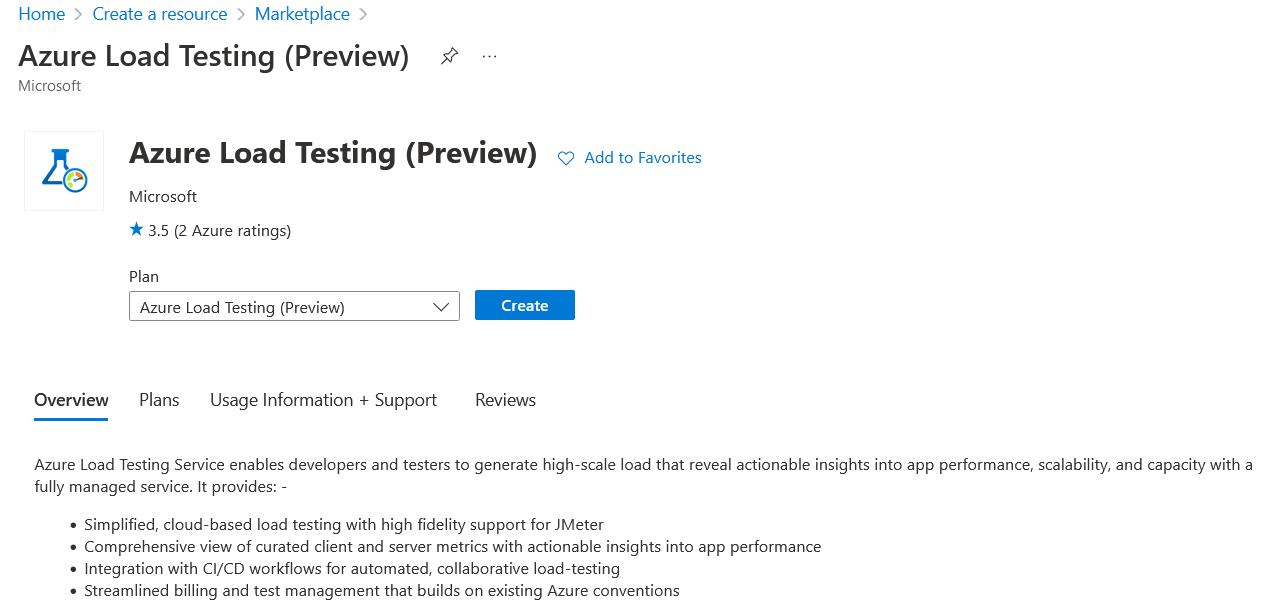 Home > Create a resource > Marketplace >
Azure Load Testing (Preview) ...
Microsoft
Azure Load Testing (Preview) Add to Favorites
Microsoft
★ 3.5 (2 Azure ratings)
Plan
Azure Load Testing (Preview) Create
Overview Plans Usage Information + Support Reviews
Azure Load Testing Service enables developers and testers to generate high-scale load that reveal actionable insights into app performance, scalability, and capacity with a
fully managed service. It provides: -
• Simplified, cloud-based load testing with high fidelity support for JMeter
• Comprehensive view of curated client and server metrics with actionable insights into app performance
• Integration with CI/CD workflows for automated, collaborative load-testing
• Streamlined billing and test management that builds on existing Azure conventions